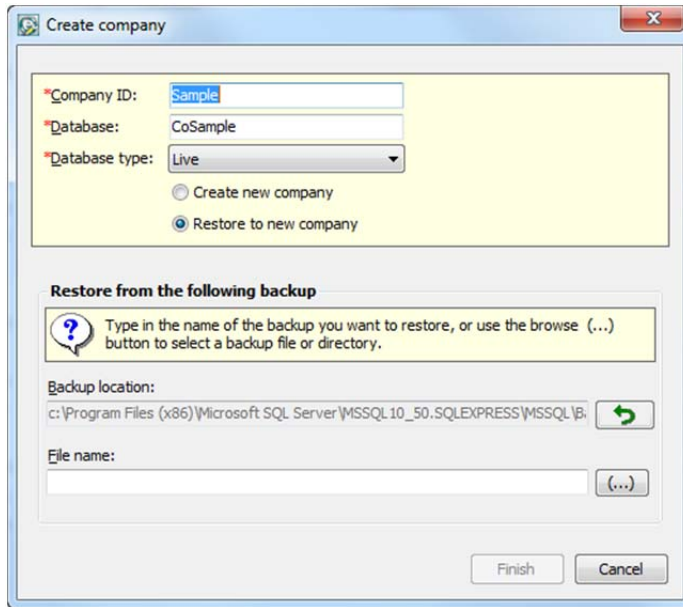 Create company
*Company ID: Sample
*Database: CoSample
*Database type: Live
Create new company
Restore to new company
Restore from the following backup
Type in the name of the backup you want to restore, or use the browse (...)
button to select a backup file or directory.
Backup location:
c:\Program Files (x86)\Microsoft SQL Server\MSSQL10_50.SQLEXPRESS\MSSQL\Ba
File name:
(...)
Finish Cancel